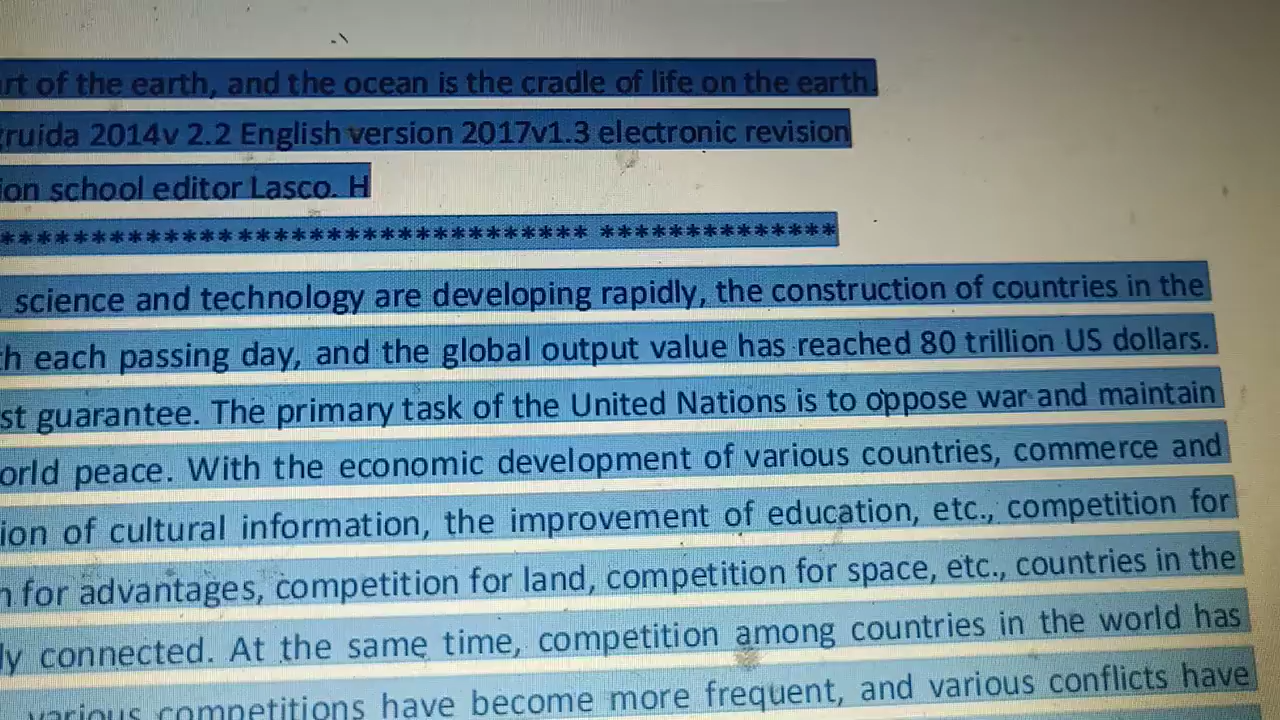 rt of the earth, and the ocean is the cradle of life on the earth.
ruida 2014v 2.2 English version 2017v1.3 electronic revision
ion school editor Lasco. H
******************************** *************
science and technology are developing rapidly, the construction of countries in the
h each passing day, and the global output value has reached 80 trillion US dollars.
st guarantee. The primary task of the United Nations is to oppose war and maintain
orld peace. With the economic development of various countries, commerce and
ion of cultural information, the improvement of education, etc., competition for
n for advantages, competition for land, competition for space, etc., countries in the
ly connected. At the same time, competition among countries in the world has
various competitions have become more frequent, and various conflicts have